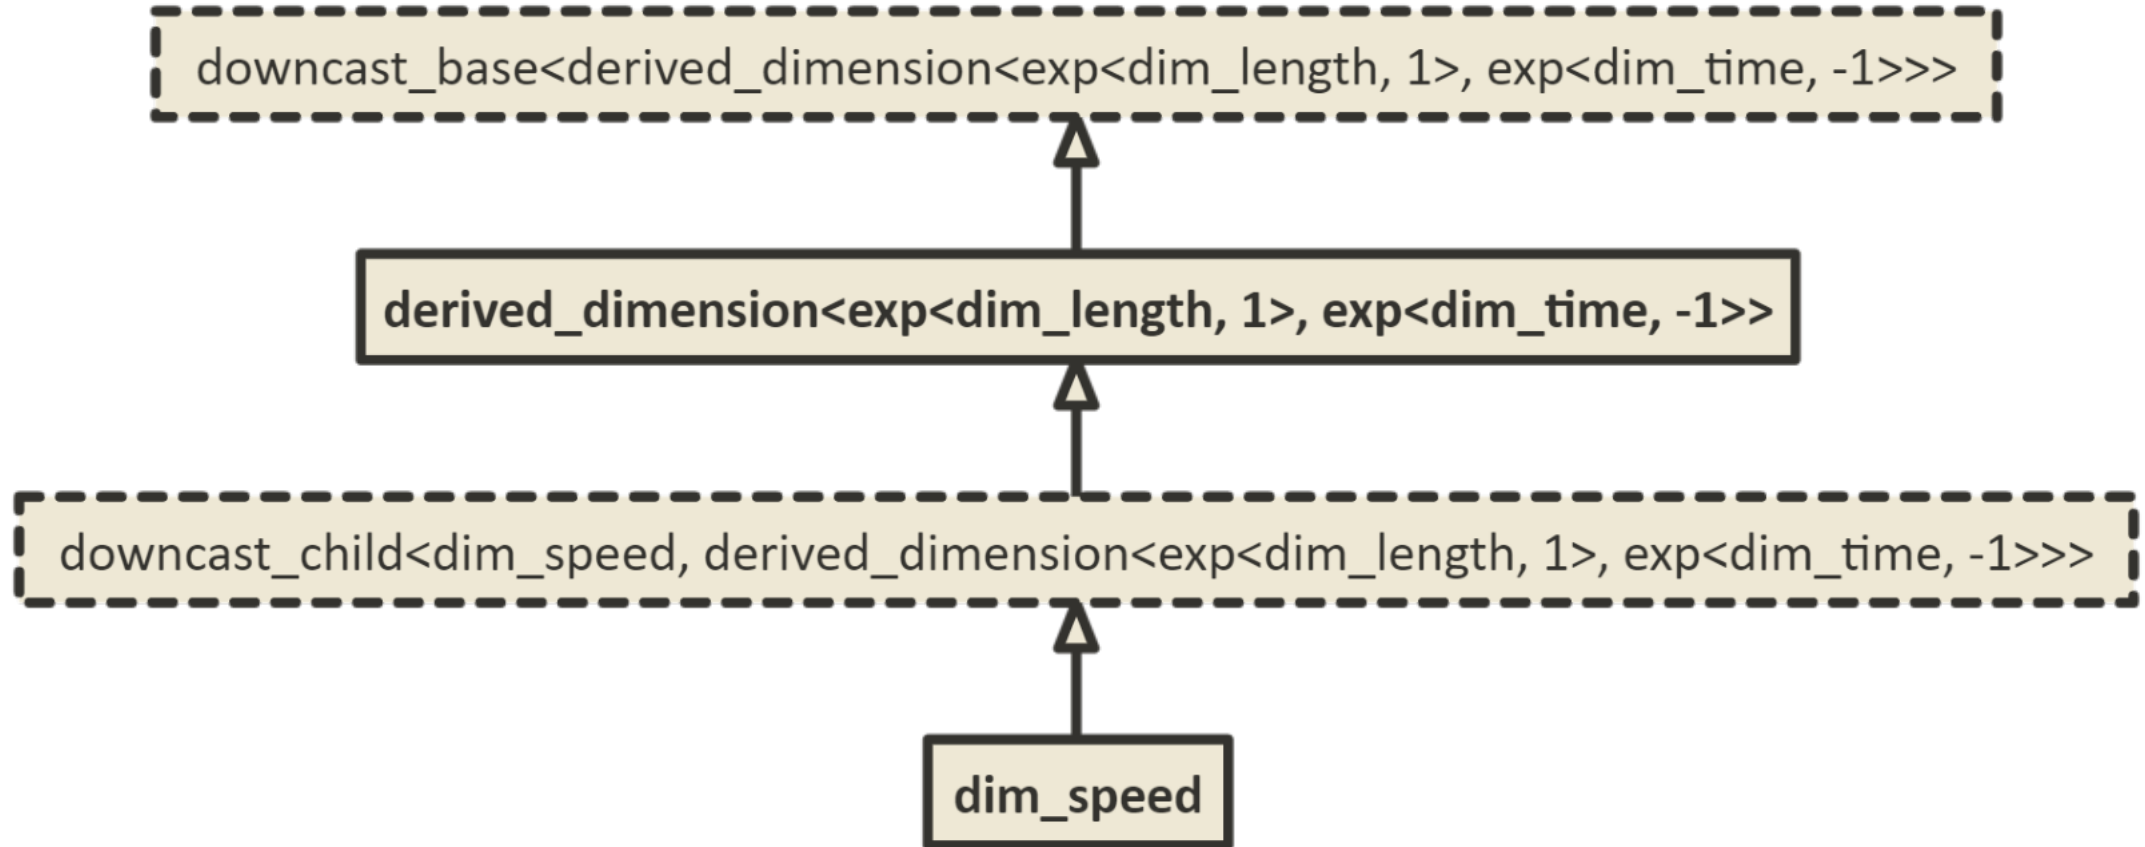 downcast_base<derived_dimension<exp<dim_length, 1>, exp<dim_time, -1>>>
derived_dimension<exp<dim_length, 1>, exp<dim_time, -1>>
downcast_child<dim_speed, derived_dimension<exp<dim_length, 1>, exp<dim_time, -1>>>
dim_speed